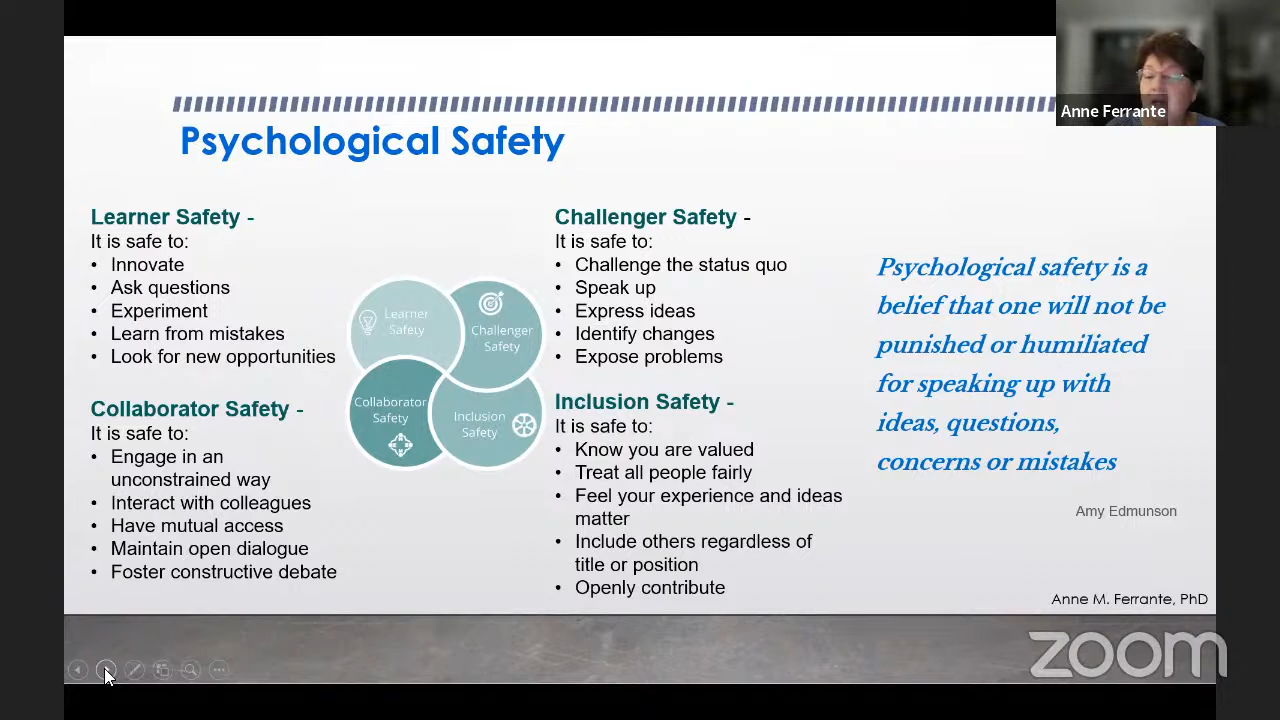 Anne Ferrante
Psychological Safety
Learner Safety -
It is safe to:
• Innovate
• Ask questions
• Experiment
• Learn from mistakes
• Look for new opportunities
Collaborator Safety -
It is safe to:
• Engage in an
unconstrained way
• Interact with colleagues
• Have mutual access
• Maintain open dialogue
• Foster constructive debate
Learner
Safety
Challenger
Safety
Collaborator
Safety
Inclusion
Safety
Challenger Safety -
It is safe to:
• Challenge the status quo
• Speak up
• Express ideas
• Identify changes
• Expose problems
Inclusion Safety -
It is safe to:
• Know you are valued
• Treat all people fairly
• Feel your experience and ideas
matter
• Include others regardless of
title or position
• Openly contribute
Psychological safety is a
belief that one will not be
punished or humiliated
for speaking up with
ideas, questions,
concerns or mistakes
Amy Edmunson
Anne M. Ferrante, PhD
zoom